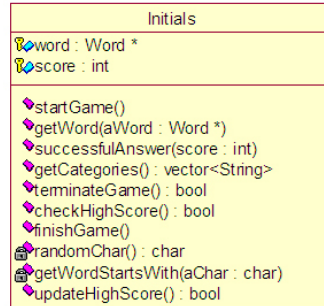 Initials
word : Word *
score : int
startGame()
getWord(aWord : Word *)
successfulAnswer(score : int)
getCategories() : vector<String>
terminateGame() : bool
checkHighScore() : bool
finishGame()
randomChar() : char
getWordStartsWith(aChar : char)
updateHighScore() : bool